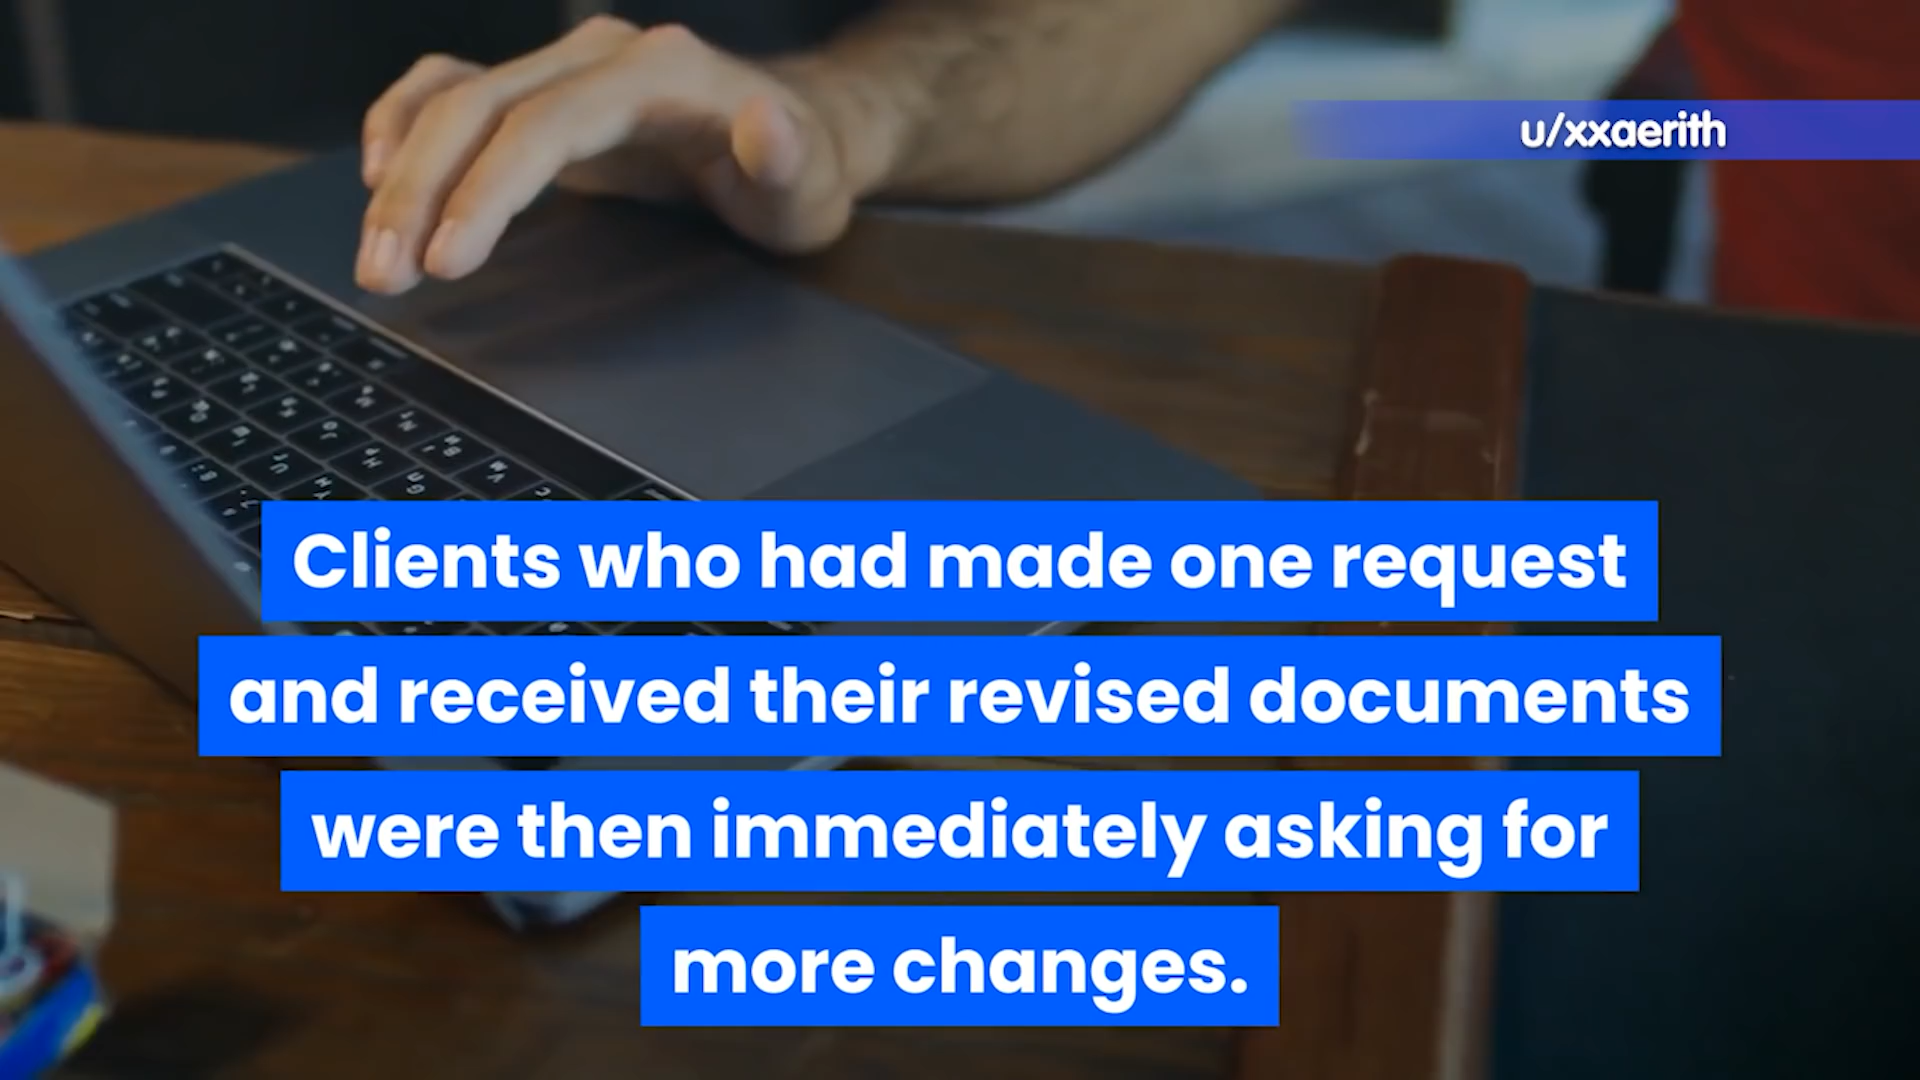 u/xxaerith
Clients who had made one request
and received their revised documents
were then immediately asking for
more changes.